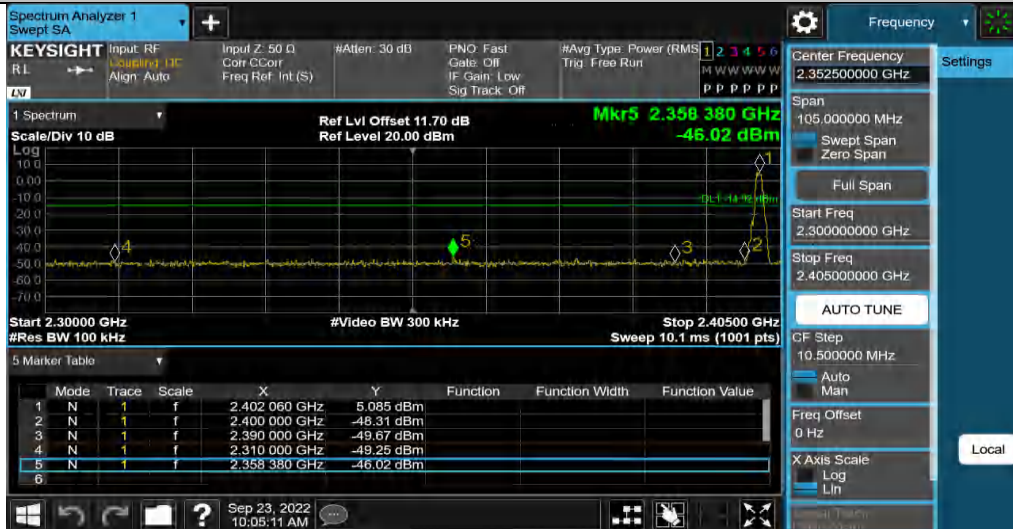 Spectrum Analyzer 1
Swept SA
Frequency
KEYSIGHT
RL
LXI
Input: RF
Coupling: DC
Align: Auto
Input Z: 50 Ω
Corr CCorr
Freq Ref: Int (S)
#Atten: 30 dB
PNO: Fast
Gate: Off
IF Gain: Low
Sig Track: Off
#Avg Type: Power (RMS
Trig: Free Run
1 2 3 4 5 6
M W W W W W
P P P P P P
1 Spectrum
Scale/Div 10 dB
Ref Lvl Offset 11.70 dB
Ref Level 20.00 dBm
Mkr5 2.358 380 GHz
-46.02 dBm
Log
10.0
0.00
-10.0
-20.0
-30.0
-40.0
-50.0
-60.0
-70.0
DL1 -14.92 dBm
1
4
5
3
2
Start 2.30000 GHz
#Video BW 300 kHz
Stop 2.40500 GHz
#Res BW 100 kHz
Sweep 10.1 ms (1001 pts)
5 Marker Table
Mode Trace Scale X Y Function Function Width Function Value
1 N 1 f 2.402 060 GHz 5.085 dBm
2 N 1 f 2.400 000 GHz -48.31 dBm
3 N 1 f 2.390 000 GHz -49.67 dBm
4 N 1 f 2.310 000 GHz -49.25 dBm
5 N 1 f 2.358 380 GHz -46.02 dBm
6
Sep 23, 2022
10:05:11 AM
Center Frequency
2.352500000 GHz
Settings
Span
105.000000 MHz
Swept Span
Zero Span
Full Span
Start Freq
2.300000000 GHz
Stop Freq
2.405000000 GHz
AUTO TUNE
CF Step
10.500000 MHz
Auto
Man
Freq Offset
0 Hz
X Axis Scale
Log
Lin
Local